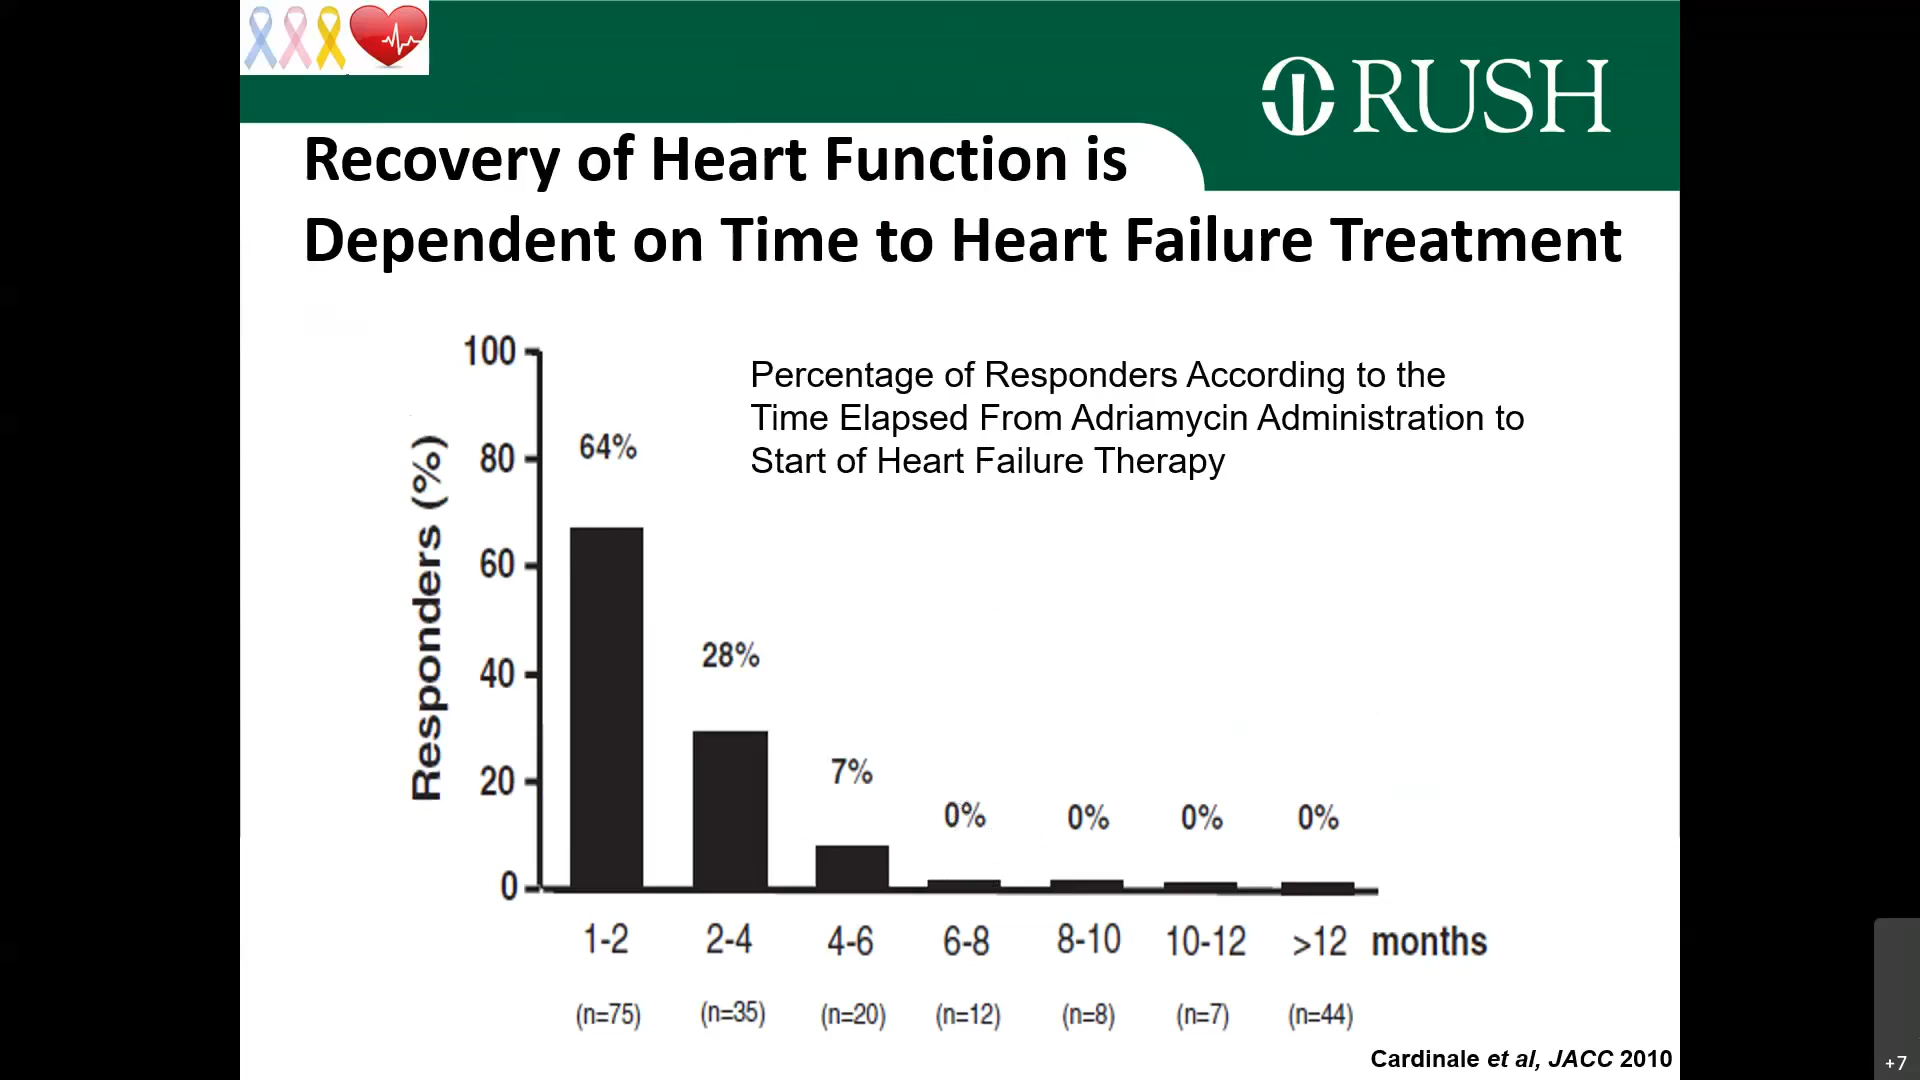 RUSH
Recovery of Heart Function is
Dependent on Time to Heart Failure Treatment
Percentage of Responders According to the
Time Elapsed From Adriamycin Administration to
Start of Heart Failure Therapy
Responders (%)
100
80
60
40
20
0
64%
28%
7%
0%
0%
0%
0%
1-2
2-4
4-6
6-8
8-10
10-12
>12
months
(n=75)
(n=35)
(n=20)
(n=12)
(n=8)
(n=7)
(n=44)
Cardinale et al, JACC 2010
+7